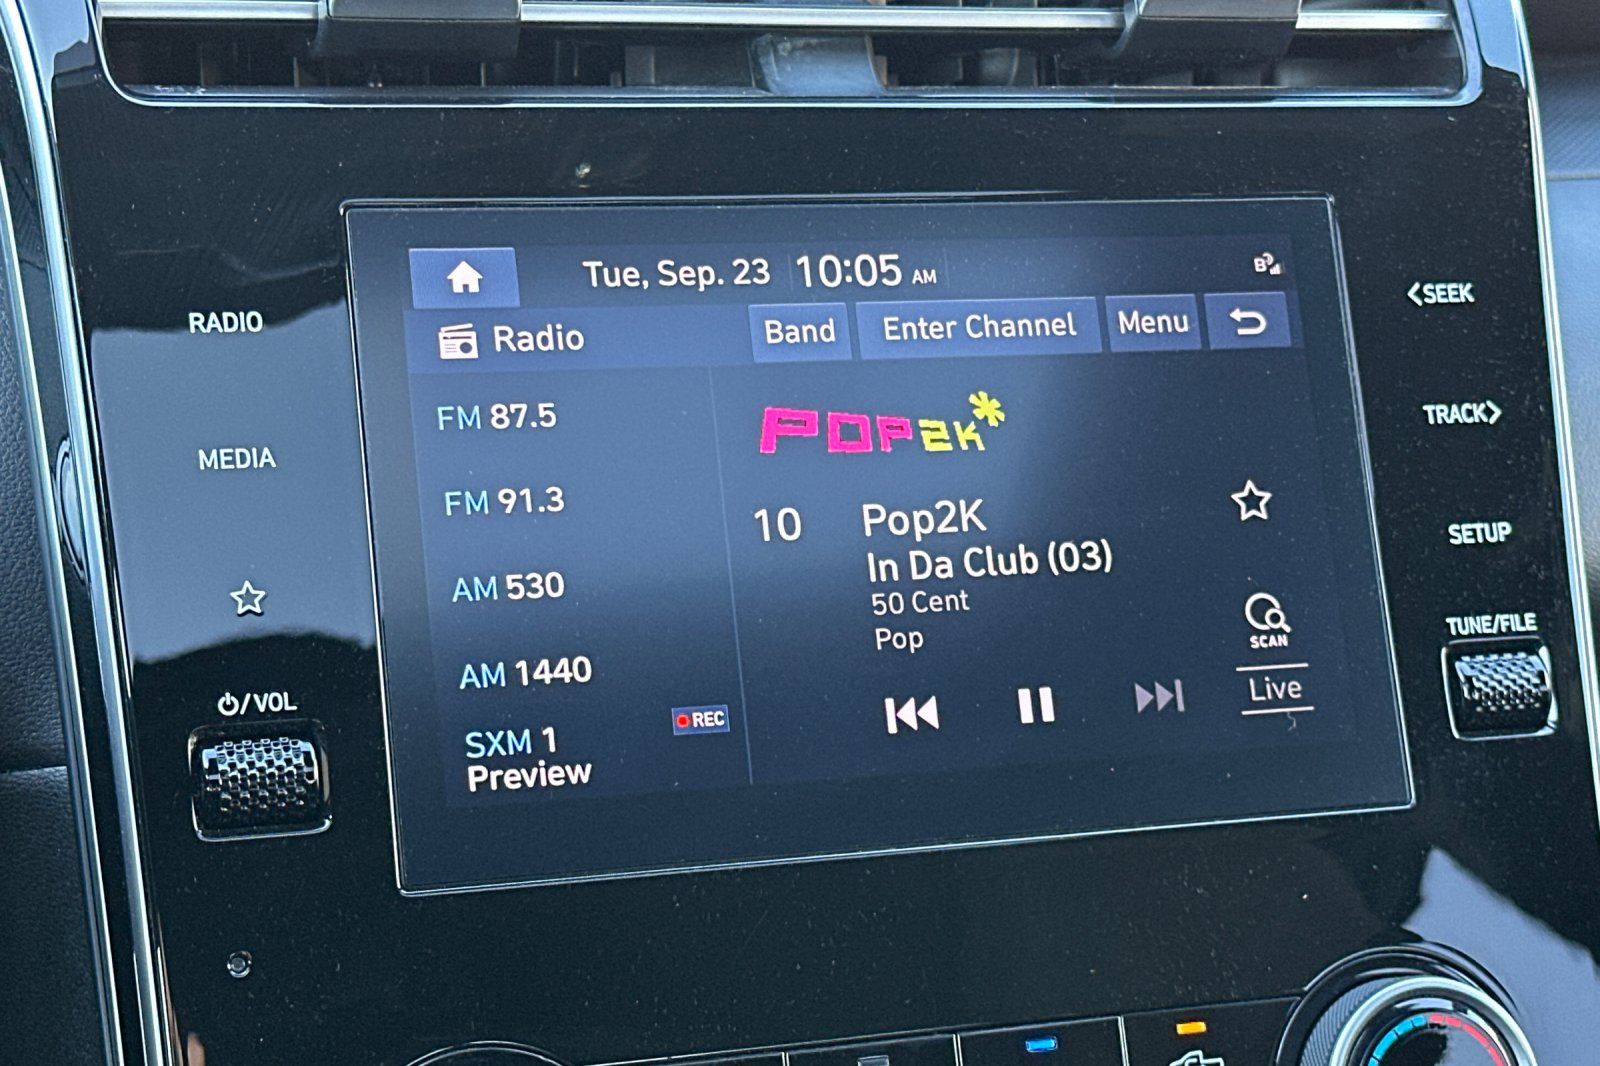 Tue, Sep. 23 10:05 AM
B
Radio
Band
Enter Channel
Menu
FM 87.5
FM 91.3
AM 530
AM 1440
SXM 1
Preview
REC
POP2K*
10 Pop2K
In Da Club (03)
50 Cent
Pop
SCAN
Live
RADIO
MEDIA
/VOL
<SEEK
TRACK>
SETUP
TUNE/FILE